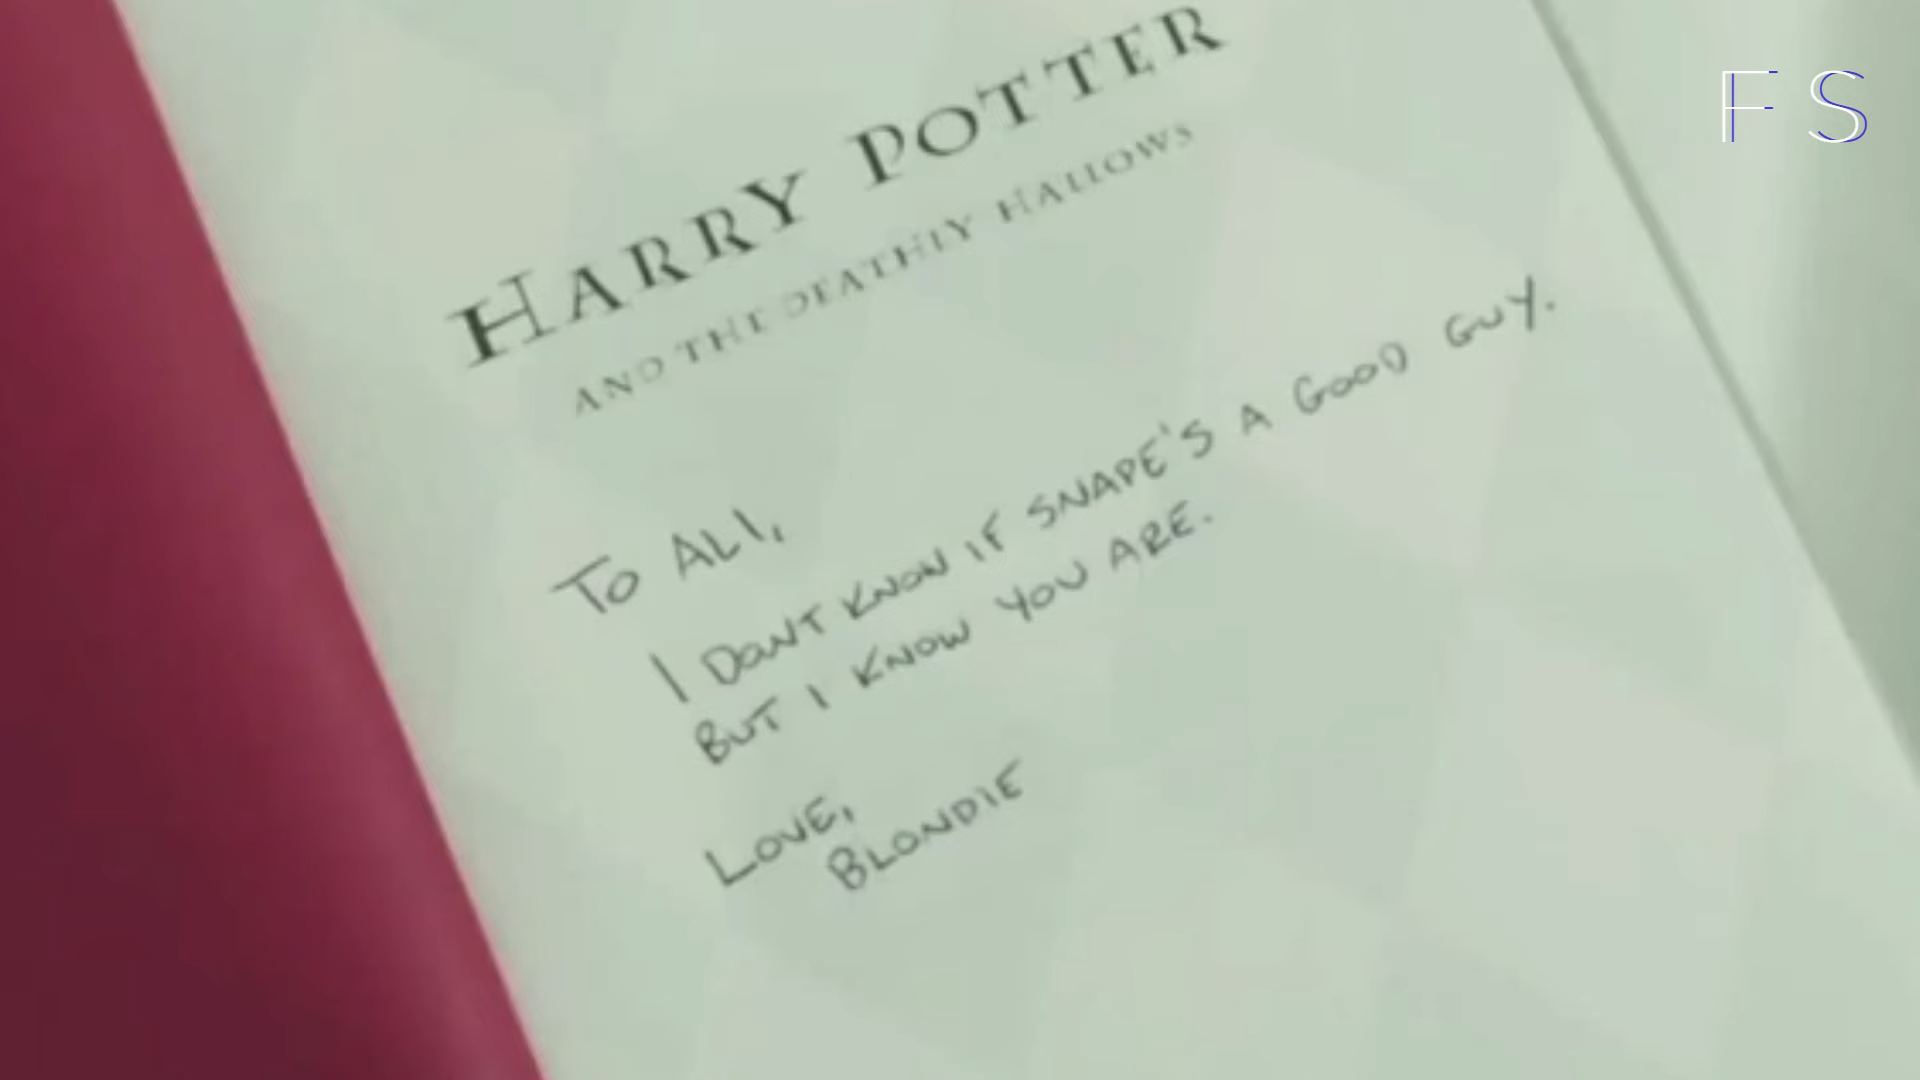 F S
HARRY POTTER
AND THE DEATHLY HALLOWS
TO ALI,
I DONT KNOW IF SNAPE'S A GOOD GUY.
BUT I KNOW YOU ARE.
LOVE,
BLONDIE